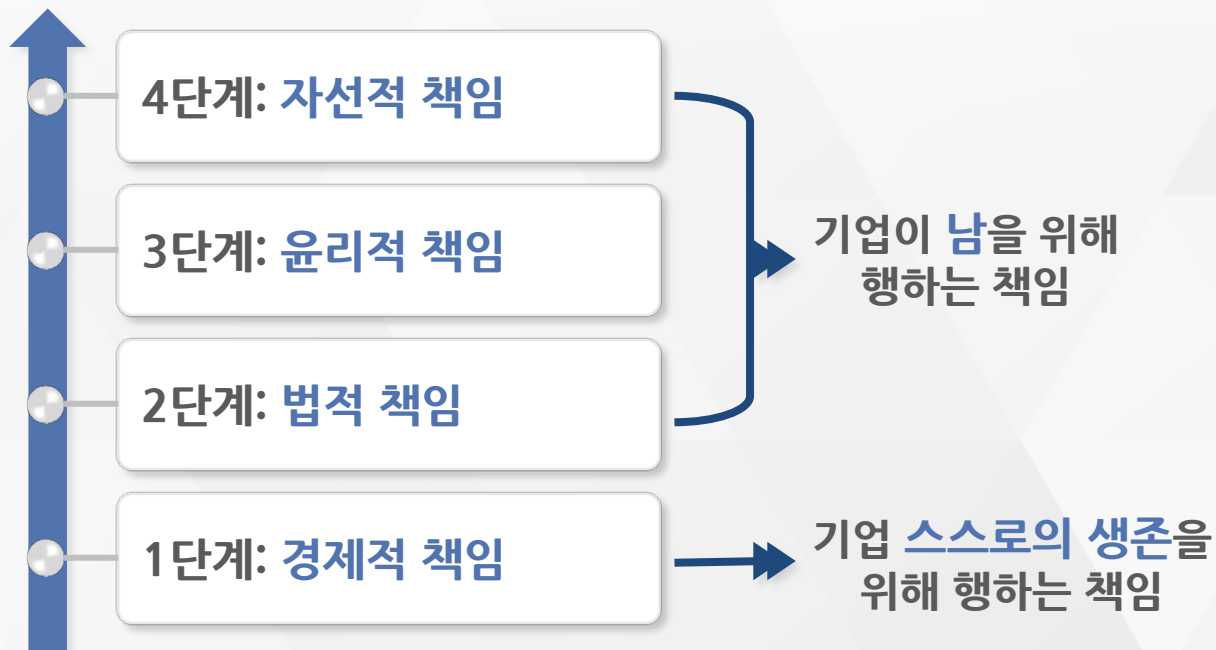 4단계: 자선적 책임
3단계: 윤리적 책임
2단계: 법적 책임
1단계: 경제적 책임
기업이 남을 위해
행하는 책임
기업 스스로의 생존을
위해 행하는 책임